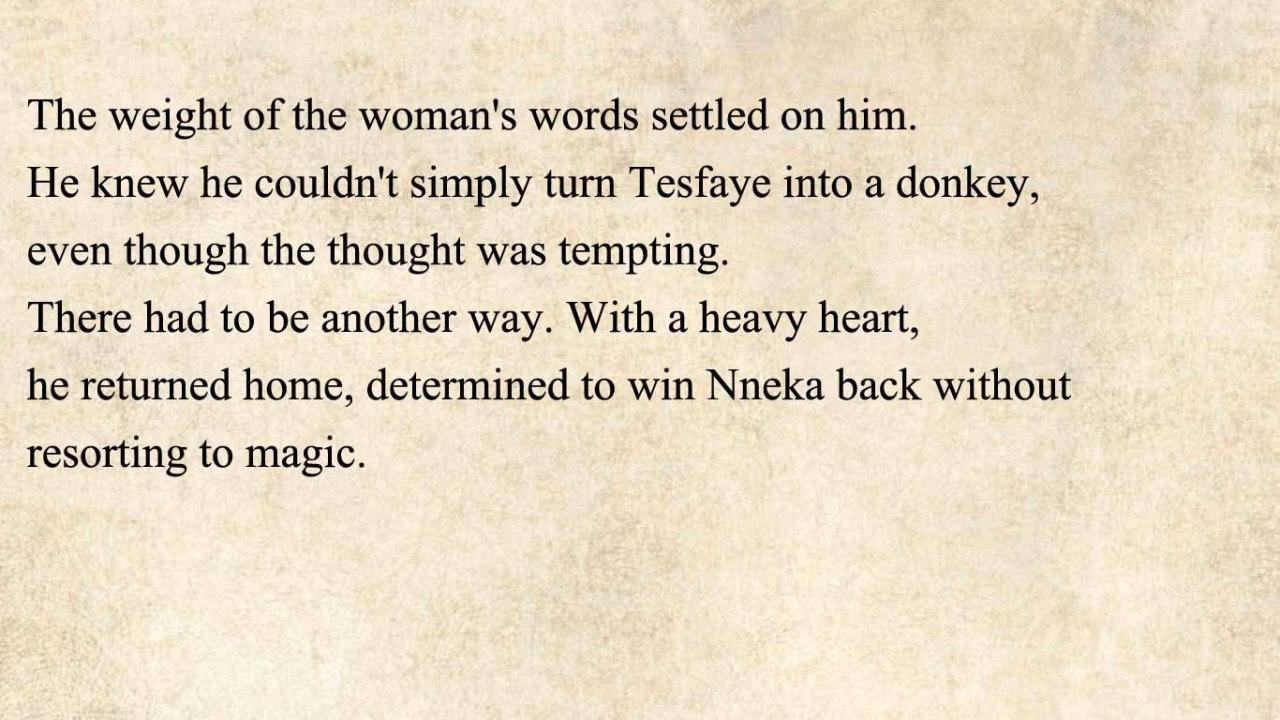 The weight of the woman's words settled on him.
He knew he couldn't simply turn Tesfaye into a donkey,
even though the thought was tempting.
There had to be another way. With a heavy heart,
he returned home, determined to win Nneka back without
resorting to magic.